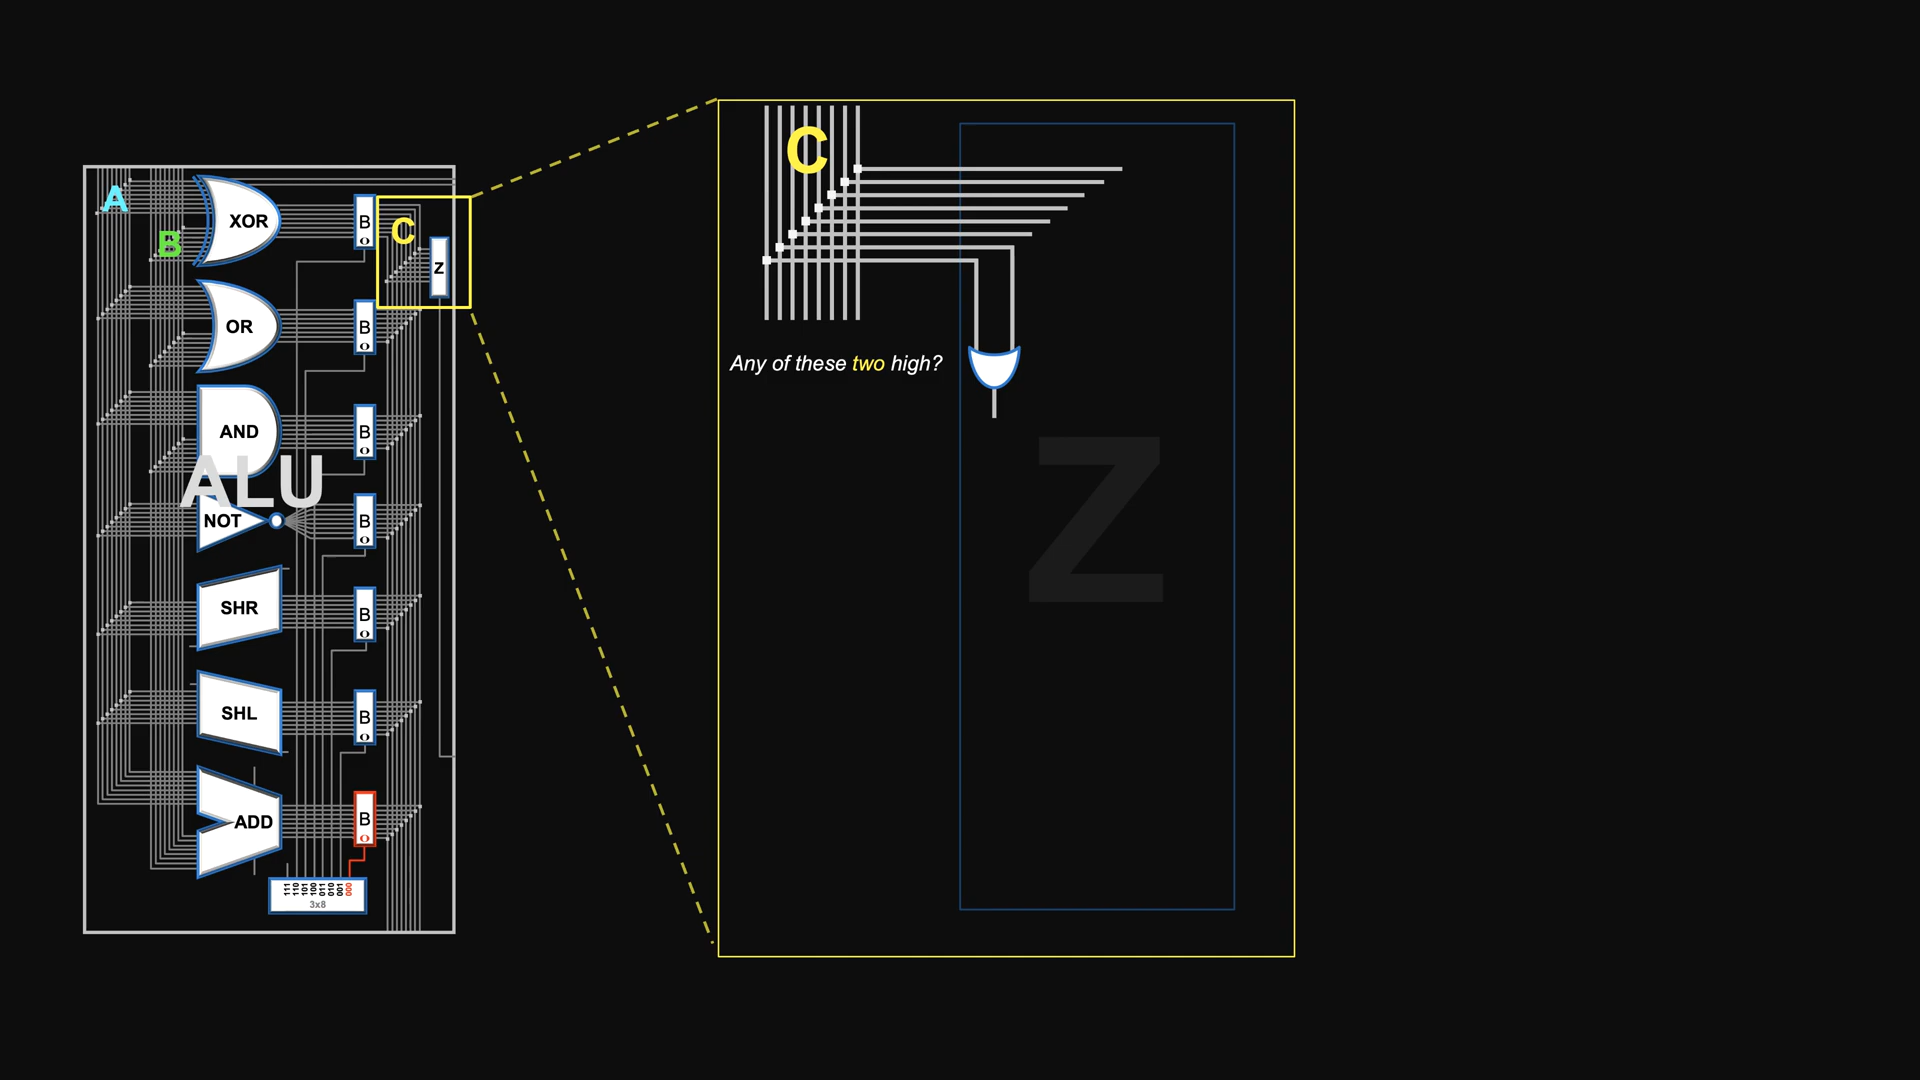 A
XOR
B
B
O
C
Z
OR
B
O
AND
B
O
ALU
NOT
B
O
SHR
B
O
SHL
B
O
ADD
B
O
111
110
101
100
011
010
001
000
3x8
C
Any of these two high?
Z